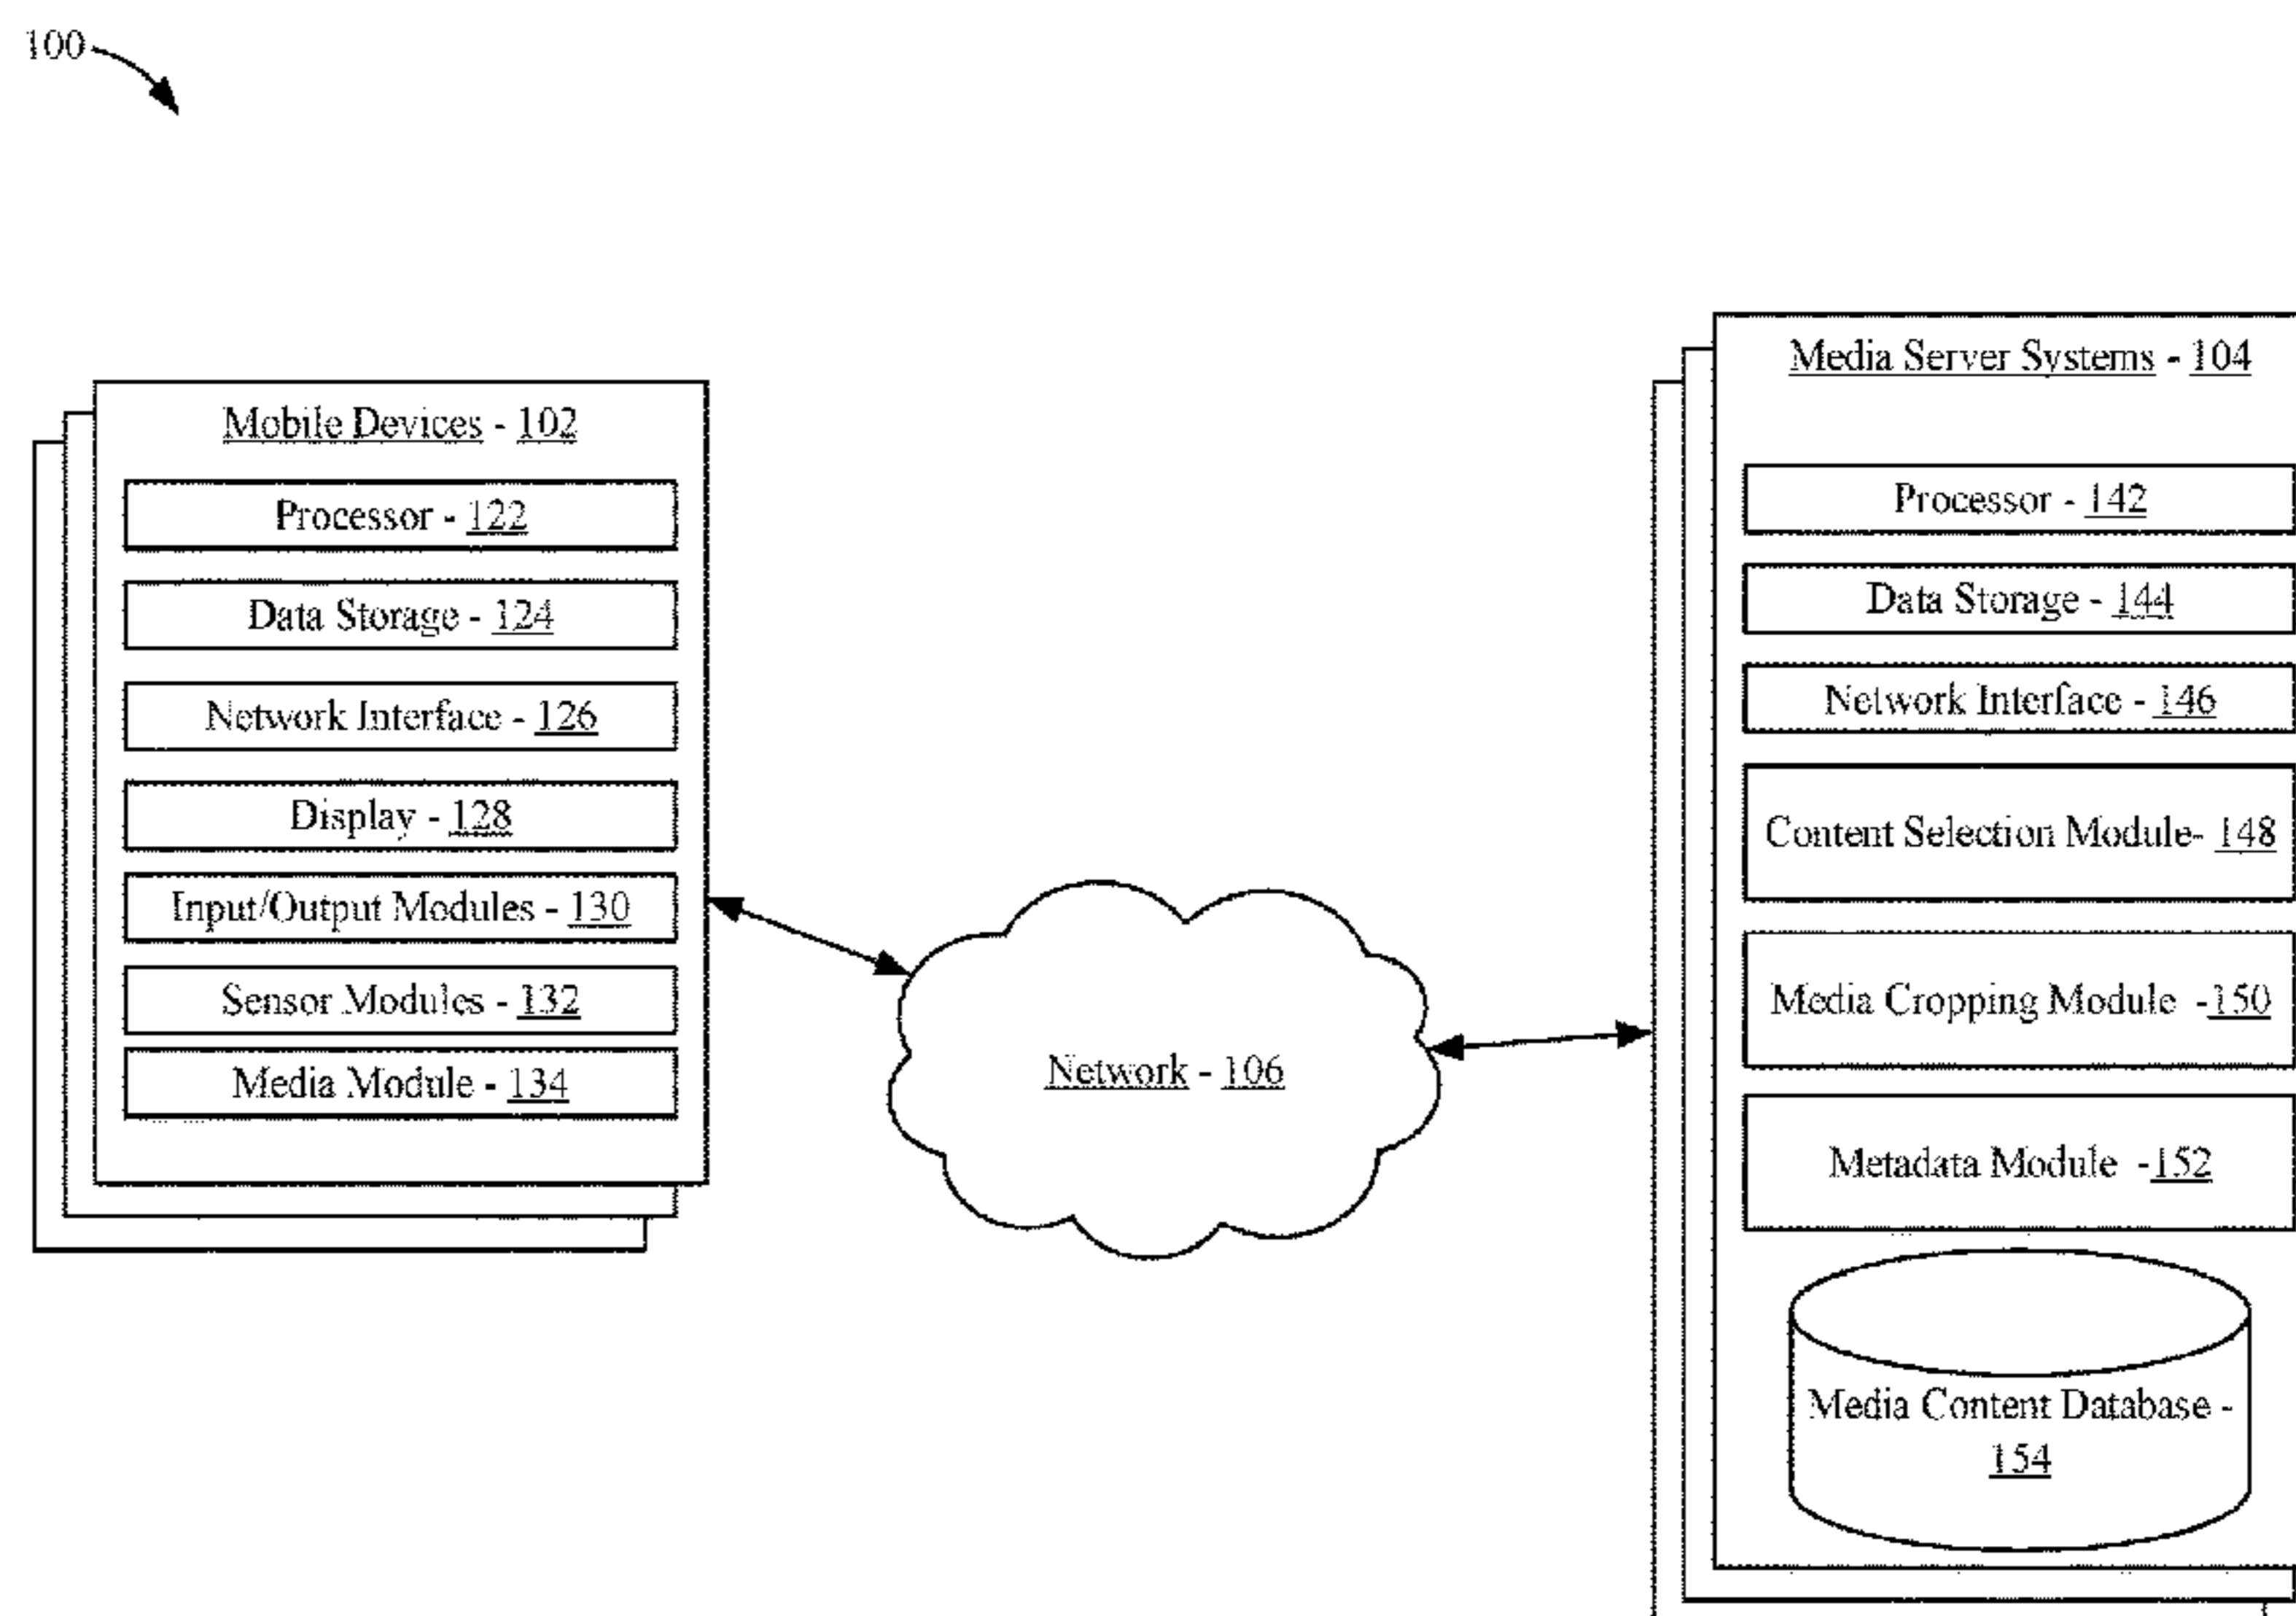 100
Mobile Devices - 102
Processor - 122
Data Storage - 124
Network Interface - 126
Display - 128
Input/Output Modules - 130
Sensor Modules - 132
Media Module - 134
Network - 106
Media Server Systems - 104
Processor - 142
Data Storage - 144
Network Interface - 146
Content Selection Module- 148
Media Cropping Module -150
Metadata Module -152
Media Content Database -
154